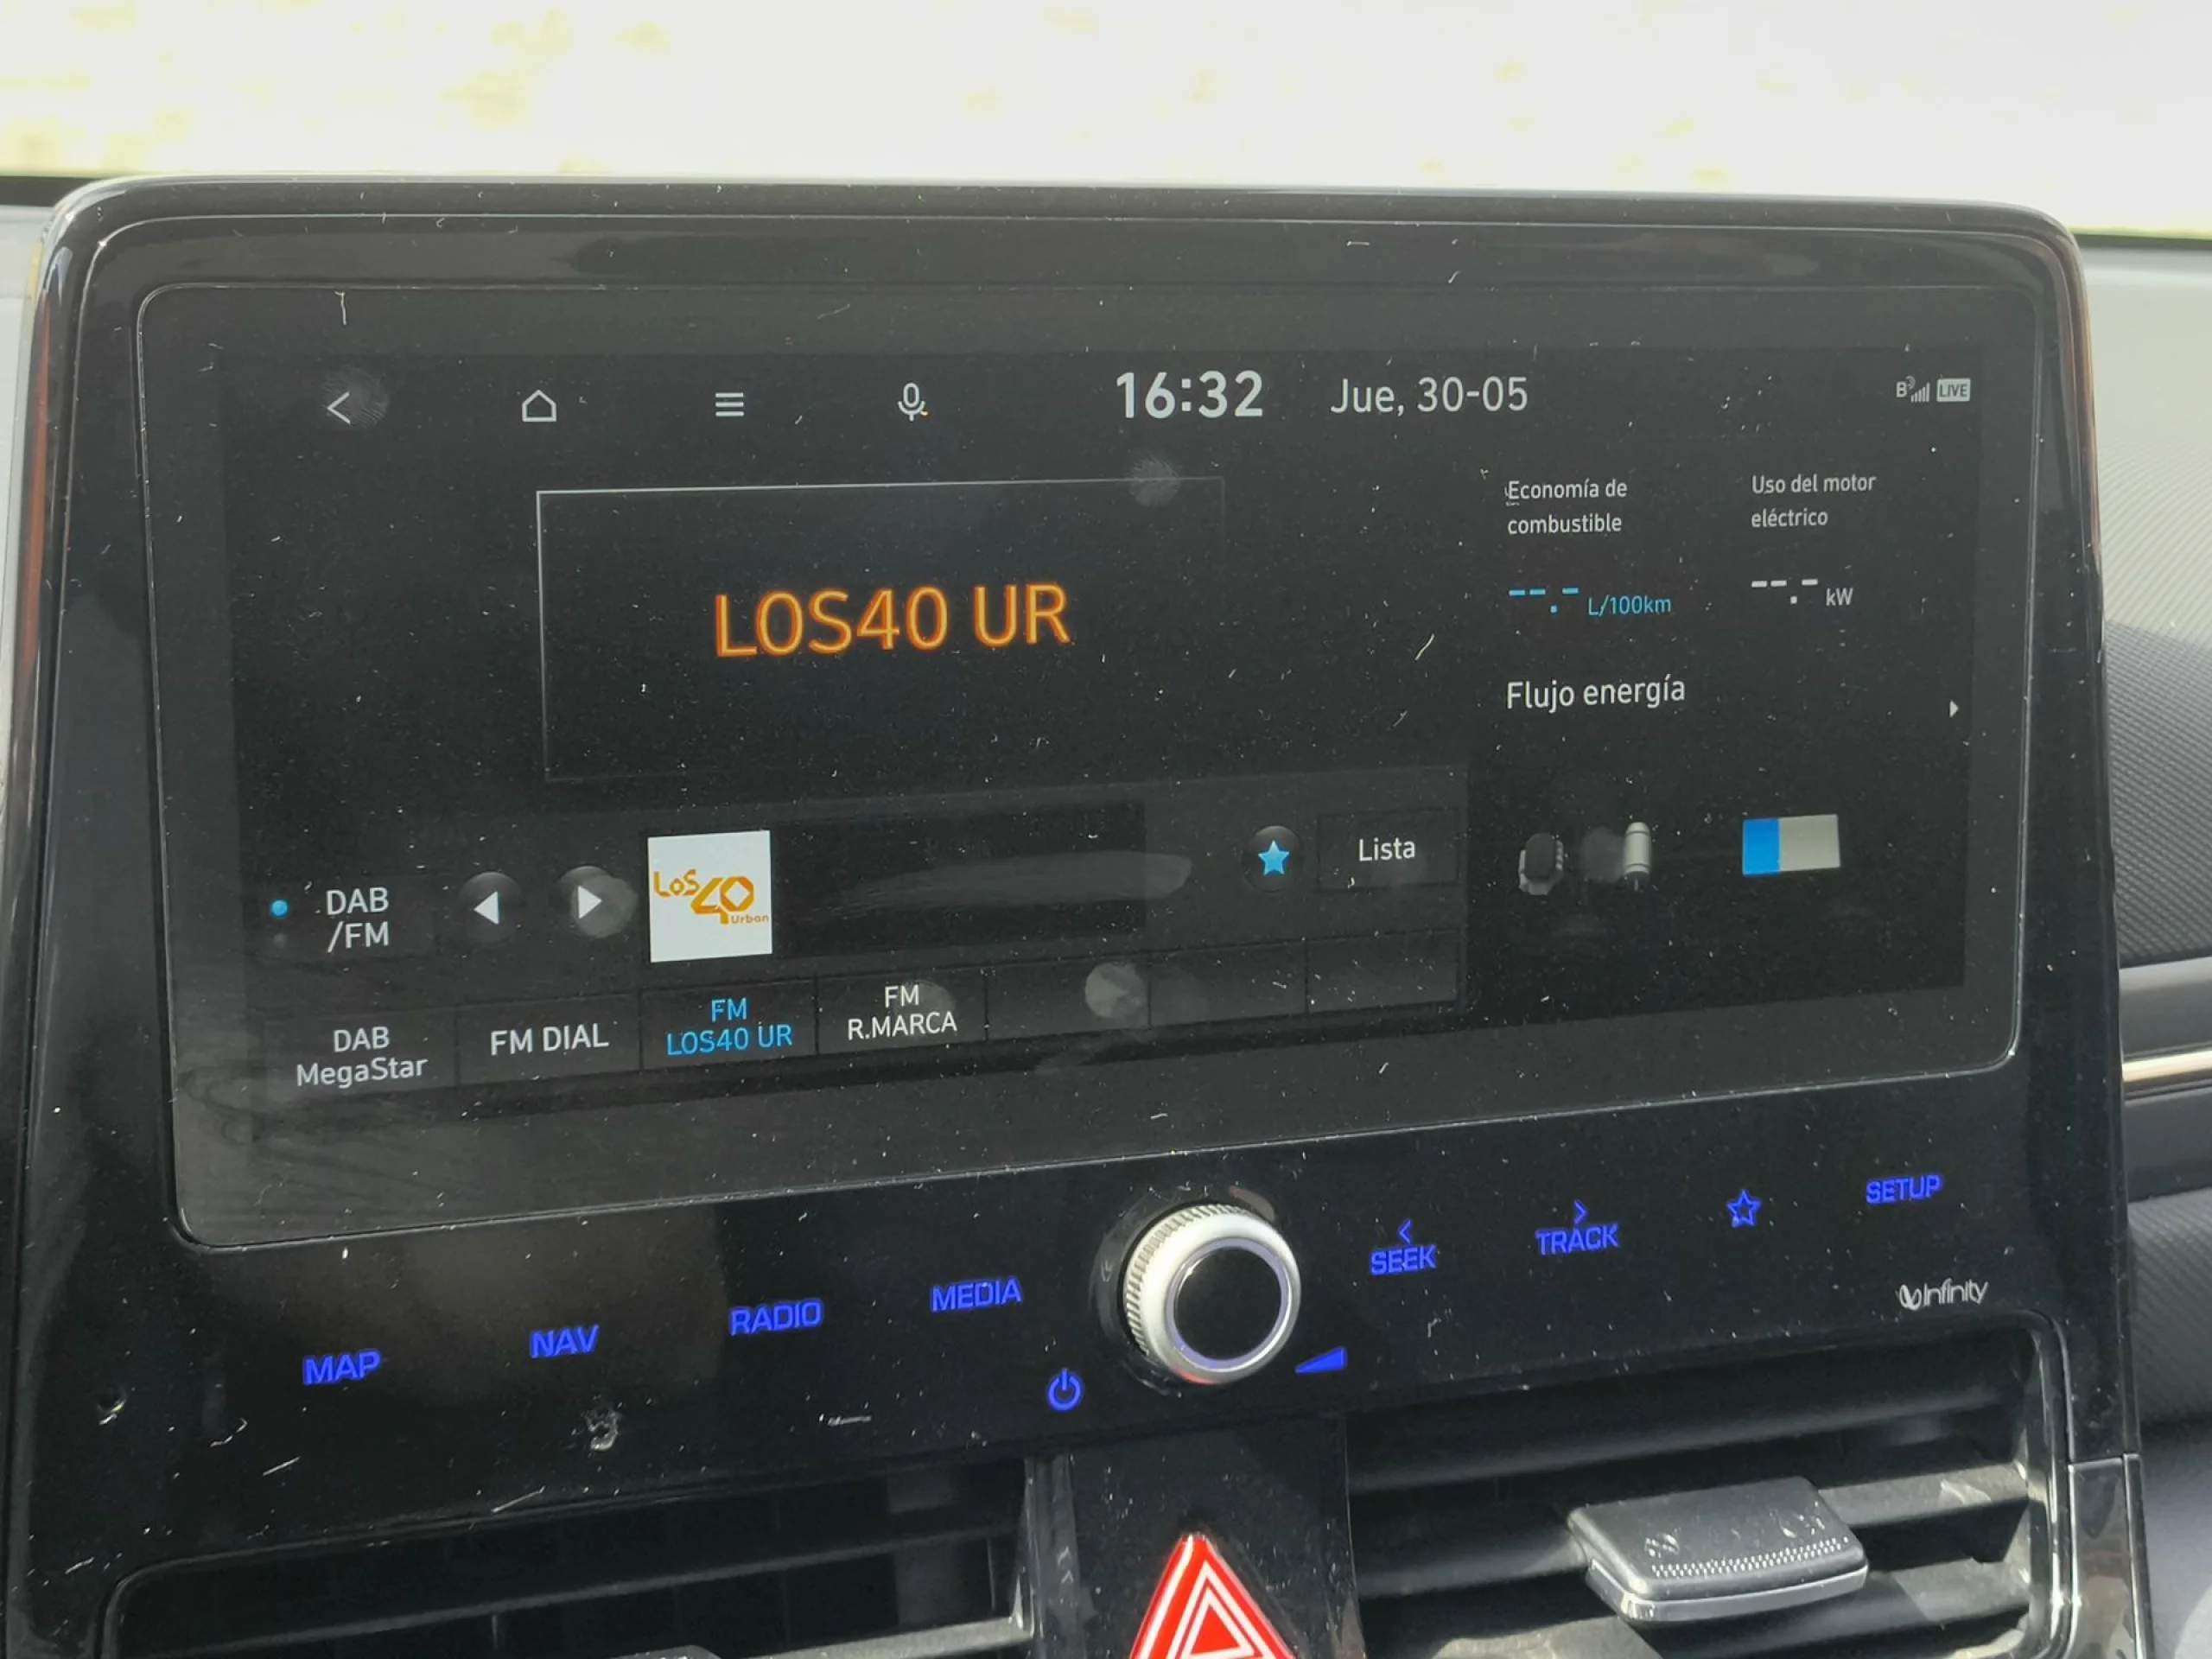 16:32
Jue, 30-05
B
LIVE
LOS40 UR
Economía de
combustible
--.- L/100km
Uso del motor
eléctrico
--.- kW
Flujo energía
DAB
/FM
LOS
40
Urban
Lista
DAB
MegaStar
FM DIAL
FM
LOS40 UR
FM
R.MARCA
MAP
NAV
RADIO
MEDIA
<
SEEK
>
TRACK
SETUP
infinity